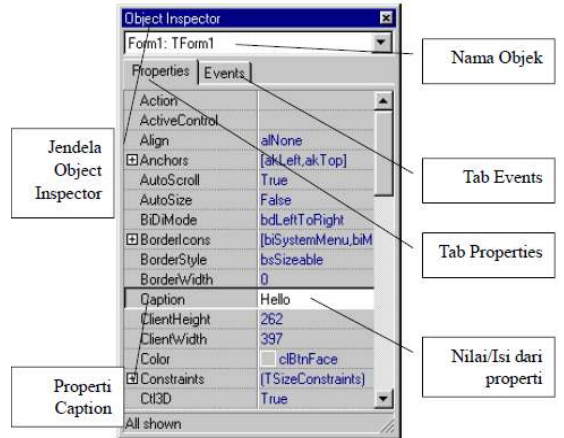 Object Inspector
Form1: TForm1
Properties Events
Action
ActiveControl
Align alNone
Anchors [akLeft,akTop]
AutoScroll True
AutoSize False
BiDiMode bdLeftToRight
BorderIcons [biSystemMenu,biM
BorderStyle bsSizeable
BorderWidth 0
Caption Hello
ClientHeight 262
ClientWidth 397
Color clBtnFace
Constraints (TSizeConstraints)
Ctl3D True
All shown
Jendela
Object
Inspector
Properti
Caption
Nama Objek
Tab Events
Tab Properties
Nilai/Isi dari
properti